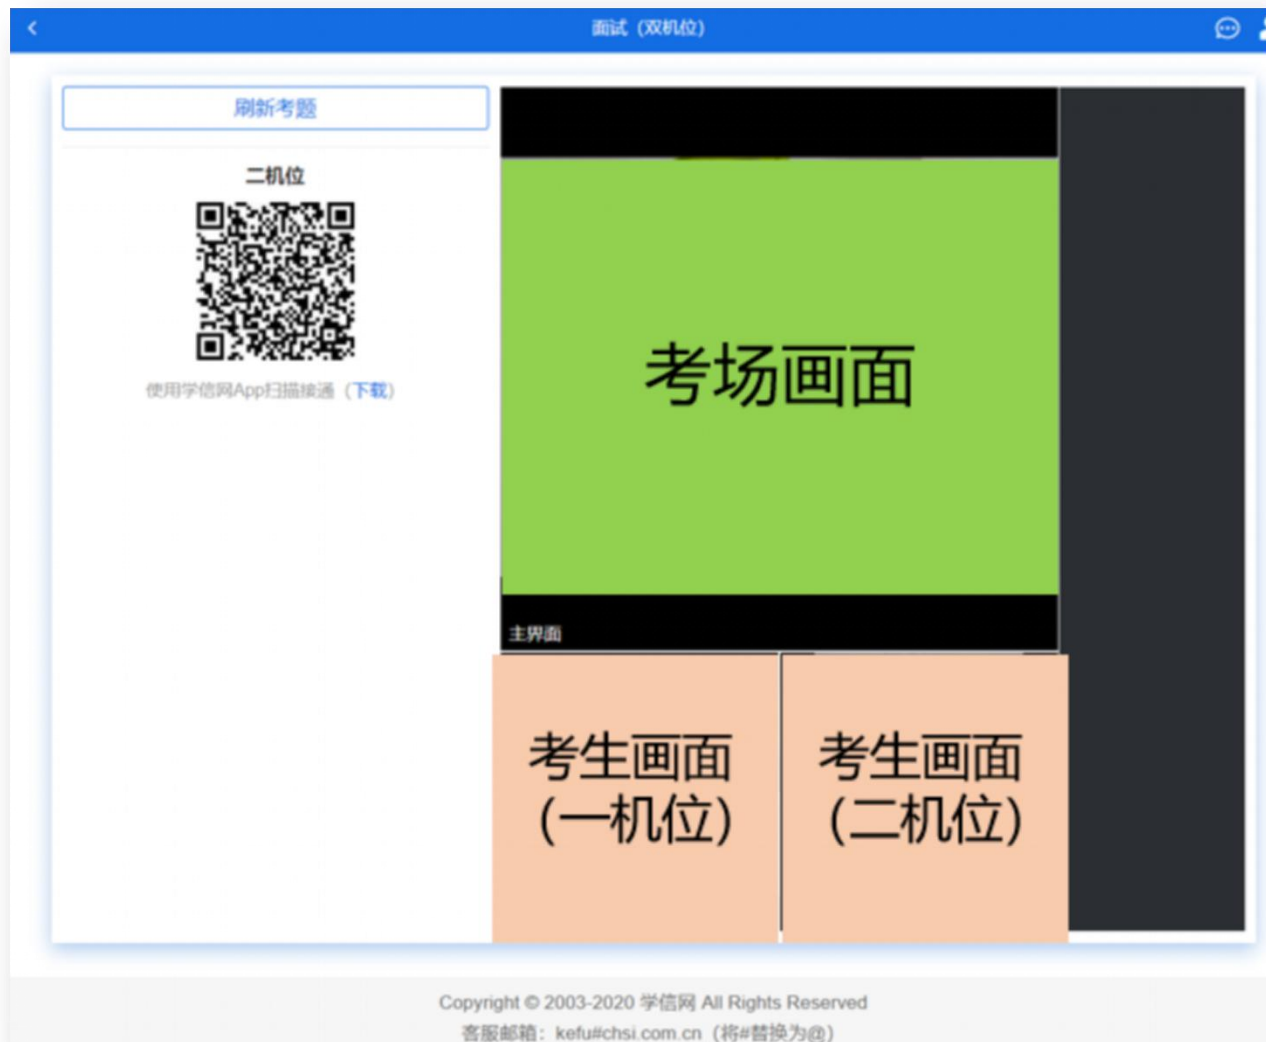 面试（双机位）
刷新考题
二机位
使用学信网App扫描接通（下载）
考场画面
主界面
考生画面
（一机位）
考生画面
（二机位）
Copyright © 2003-2020 学信网 All Rights Reserved
客服邮箱：kefu#chsi.com.cn（将#替换为@）